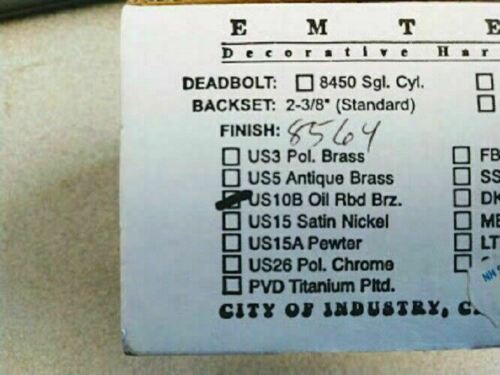 E M T E
Decorative Har
DEADBOLT: 8450 Sgl. Cyl.
BACKSET: 2-3/8" (Standard)
FINISH: 8564
US3 Pol. Brass FB
US5 Antique Brass SS
US10B Oil Rbd Brz. DK
US15 Satin Nickel ME
US15A Pewter LT
US26 Pol. Chrome
PVD Titanium Pltd.
CITY OF INDUSTRY, C